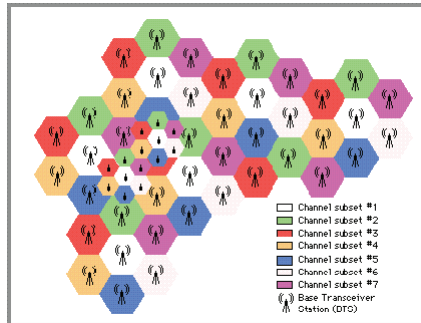 Channel subset #1
Channel subset #2
Channel subset #3
Channel subset #4
Channel subset #5
Channel subset #6
Channel subset #7
Base Transceiver
Station (BTS)